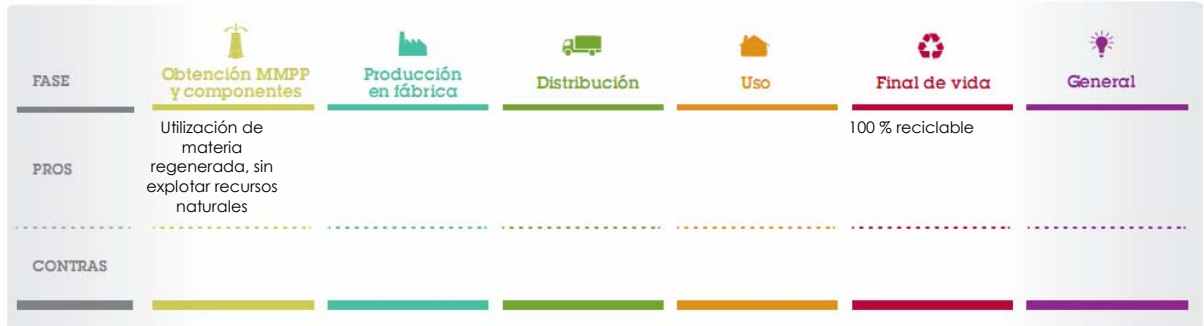 FASE
Obtención MMPP
y componentes
Producción
en fábrica
Distribución
Uso
Final de vida
General
PROS
Utilización de
materia
regenerada, sin
explotar recursos
naturales
100 % reciclable
CONTRAS